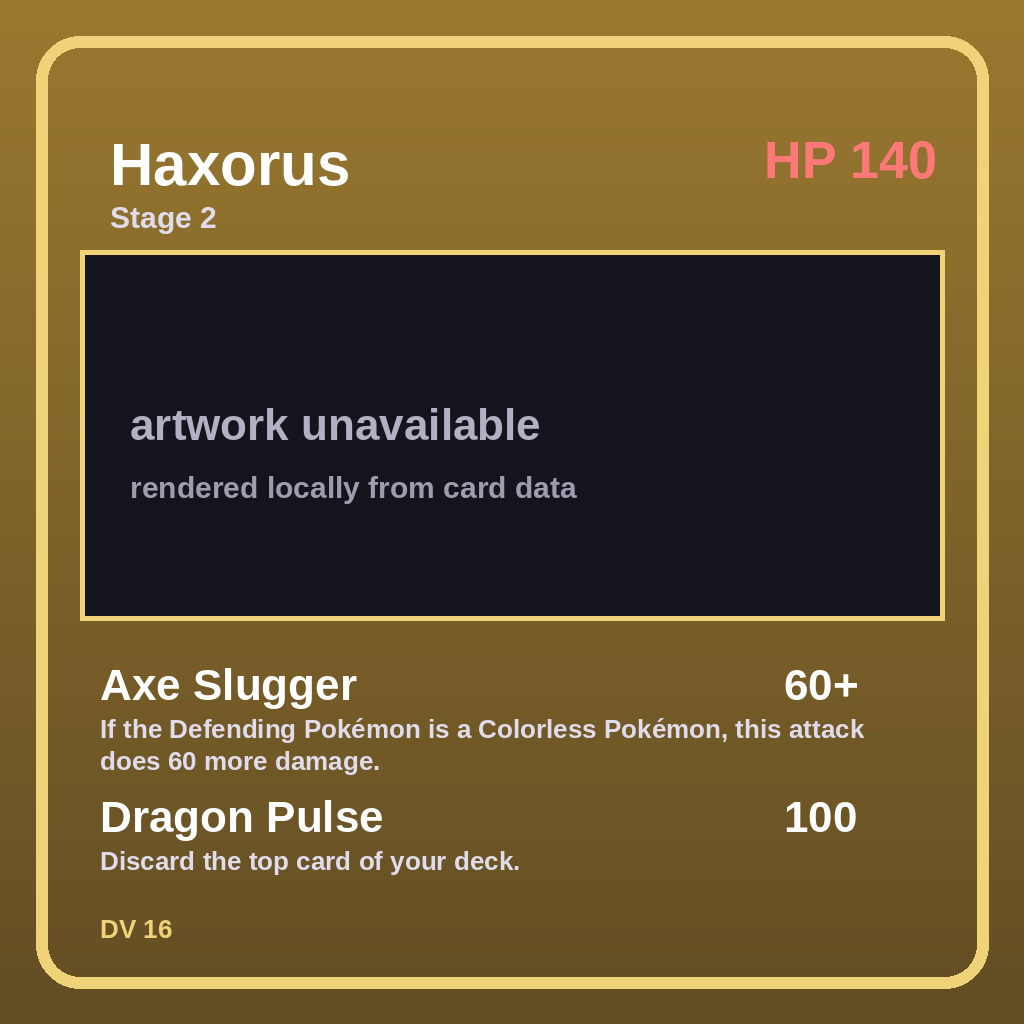 Haxorus
HP 140
Stage 2
artwork unavailable
rendered locally from card data
Axe Slugger
60+
If the Defending Pokémon is a Colorless Pokémon, this attack
does 60 more damage.
Dragon Pulse
100
Discard the top card of your deck.
DV 16